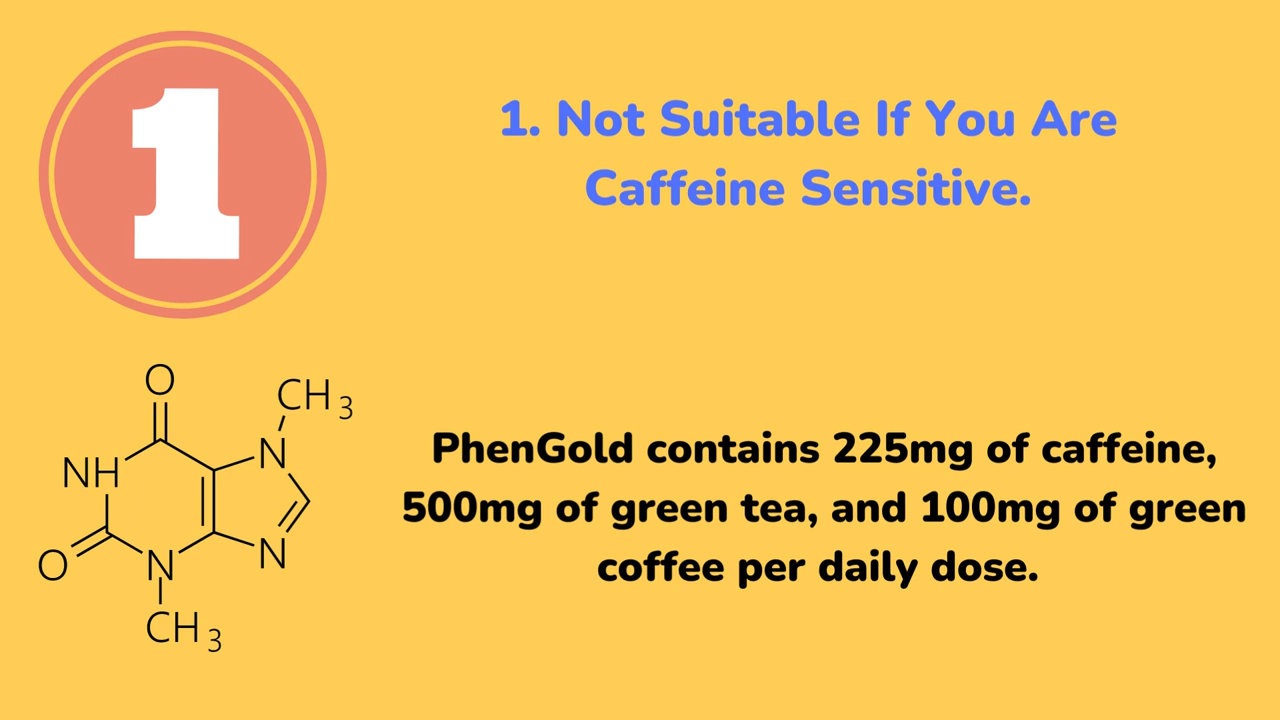 1
1. Not Suitable If You Are
Caffeine Sensitive.
O
CH3
NH
N
O
N
N
CH3
PhenGold contains 225mg of caffeine,
500mg of green tea, and 100mg of green
coffee per daily dose.